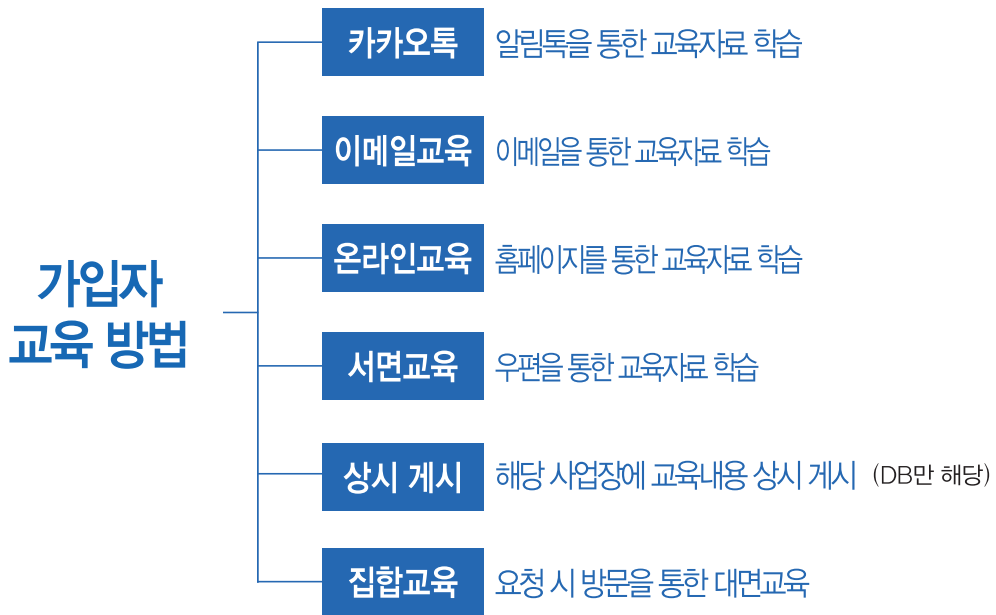 가입자
교육 방법
카카오톡 알림톡을 통한 교육자료 학습
이메일교육 이메일을 통한 교육자료 학습
온라인교육 홈페이지를 통한 교육자료 학습
서면교육 우편을 통한 교육자료 학습
상시 게시 해당 사업장에 교육내용 상시 게시 (DB만 해당)
집합교육 요청 시 방문을 통한 대면교육